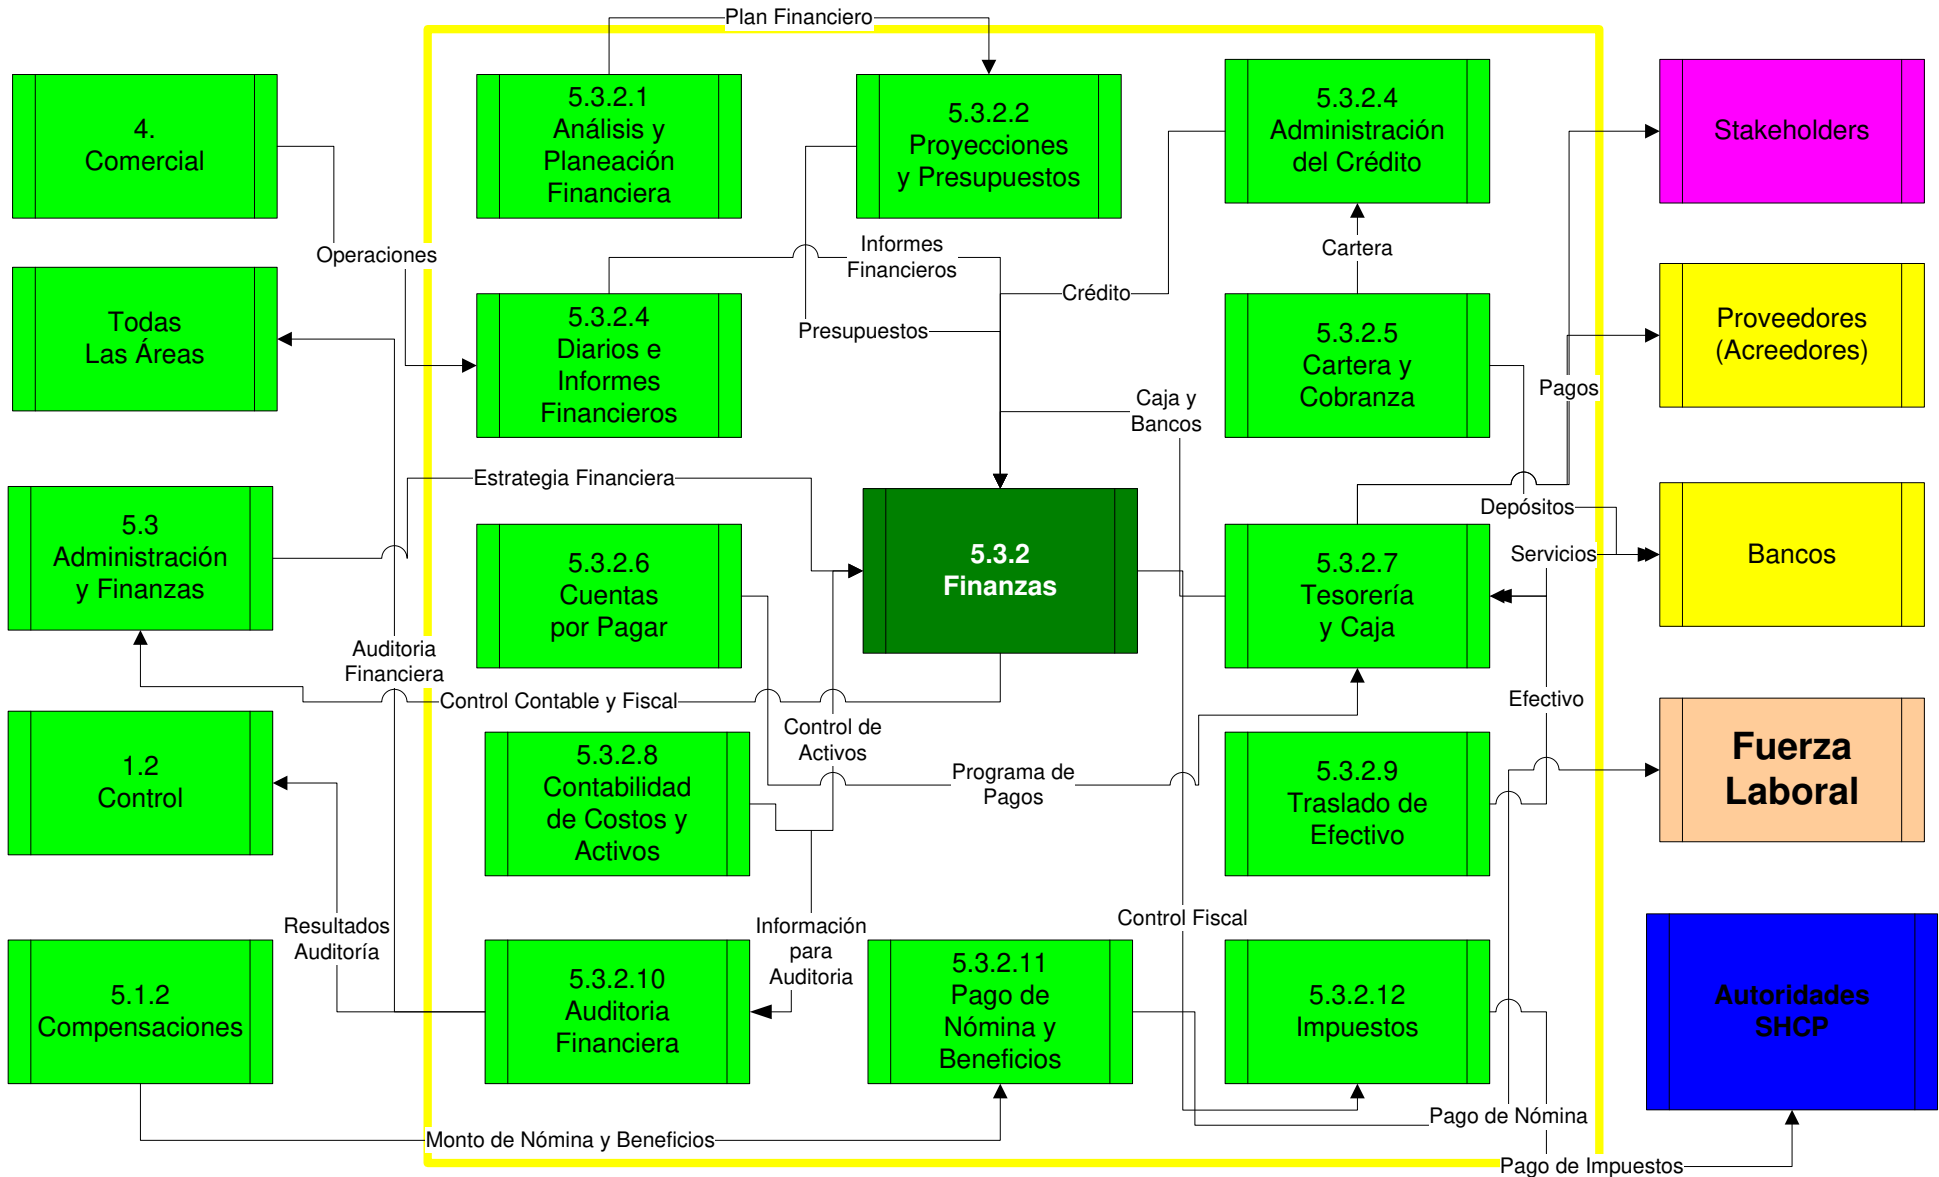 Plan Financiero
4.
Comercial
5.3.2.1
Análisis y
Planeación
Financiera
5.3.2.2
Proyecciones
y Presupuestos
5.3.2.4
Administración
del Crédito
Stakeholders
Operaciones
Informes
Financieros
Cartera
Crédito
Presupuestos
Todas
Las Áreas
5.3.2.4
Diarios e
Informes
Financieros
5.3.2.5
Cartera y
Cobranza
Proveedores
(Acreedores)
Caja y
Bancos
Pagos
Estrategia Financiera
Depósitos
Servicios
5.3
Administración
y Finanzas
5.3.2.6
Cuentas
por Pagar
5.3.2
Finanzas
5.3.2.7
Tesorería
y Caja
Bancos
Auditoria
Financiera
Control Contable y Fiscal
Control de
Activos
Efectivo
1.2
Control
5.3.2.8
Contabilidad
de Costos y
Activos
Programa de
Pagos
5.3.2.9
Traslado de
Efectivo
Fuerza
Laboral
Resultados
Auditoría
Información
para
Auditoria
Control Fiscal
5.1.2
Compensaciones
5.3.2.10
Auditoria
Financiera
5.3.2.11
Pago de
Nómina y
Beneficios
5.3.2.12
Impuestos
Autoridades
SHCP
Pago de Nómina
Monto de Nómina y Beneficios
Pago de Impuestos